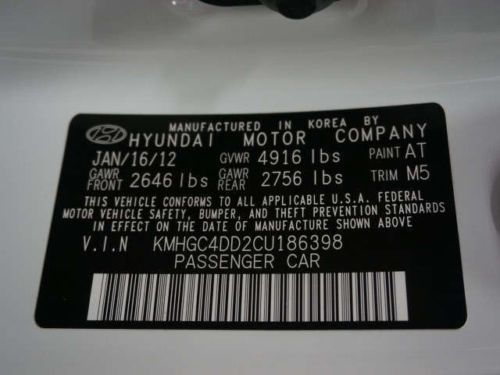 MANUFACTURED IN KOREA BY
HYUNDAI MOTOR COMPANY
JAN/16/12 GVWR 4916 lbs PAINT AT
GAWR FRONT 2646 lbs GAWR REAR 2756 lbs TRIM M5
THIS VEHICLE CONFORMS TO ALL APPLICABLE U.S.A. FEDERAL
MOTOR VEHICLE SAFETY, BUMPER, AND THEFT PREVENTION STANDARDS
IN EFFECT ON THE DATE OF MANUFACTURE SHOWN ABOVE.
V.I.N KMHGC4DD2CU186398
PASSENGER CAR